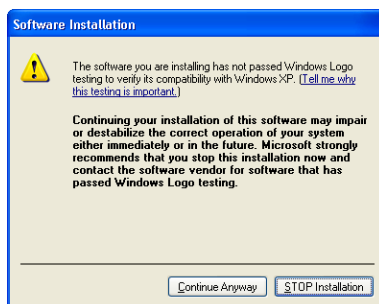 Software Installation
The software you are installing has not passed Windows Logo
testing to verify its compatibility with Windows XP. (Tell me why
this testing is important.)
Continuing your installation of this software may impair
or destabilize the correct operation of your system
either immediately or in the future. Microsoft strongly
recommends that you stop this installation now and
contact the software vendor for software that has
passed Windows Logo testing.
Continue Anyway STOP Installation